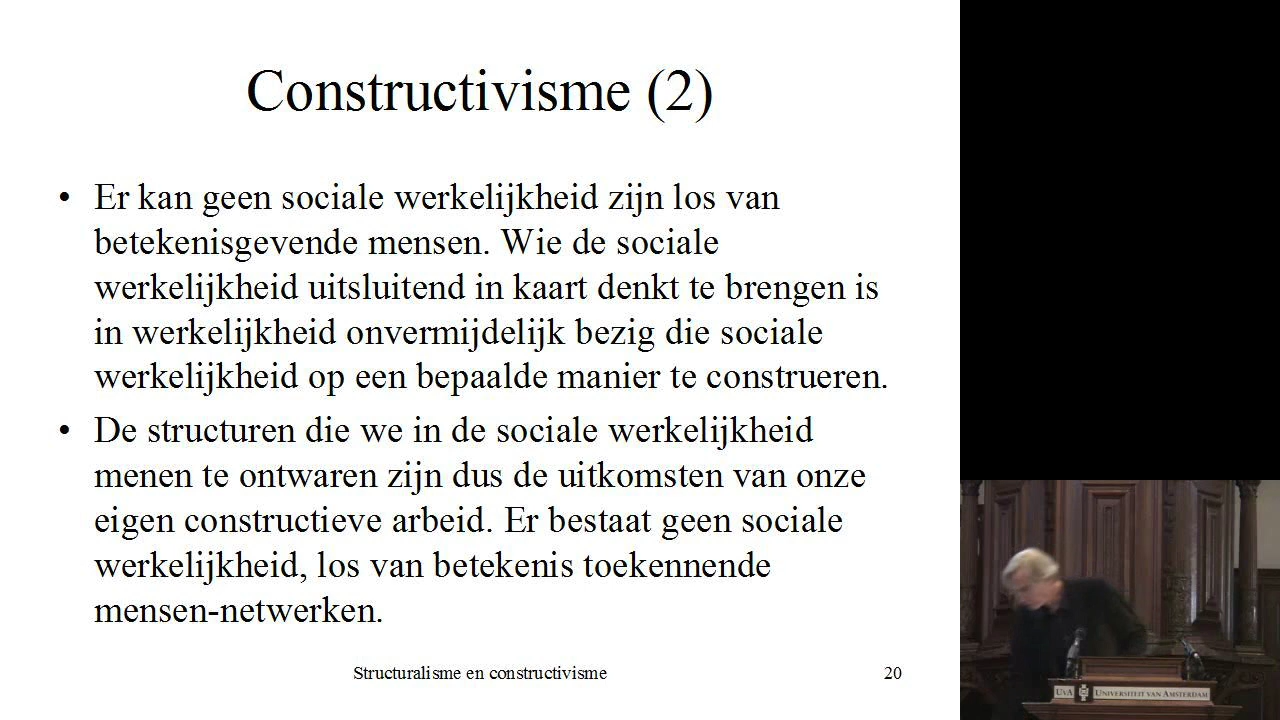 Constructivisme (2)
• Er kan geen sociale werkelijkheid zijn los van
betekenisgevende mensen. Wie de sociale
werkelijkheid uitsluitend in kaart denkt te brengen is
in werkelijkheid onvermijdelijk bezig die sociale
werkelijkheid op een bepaalde manier te construeren.
• De structuren die we in de sociale werkelijkheid
menen te ontwaren zijn dus de uitkomsten van onze
eigen constructieve arbeid. Er bestaat geen sociale
werkelijkheid, los van betekenis toekennende
mensen-netwerken.
Structuralisme en constructivisme
20
UvA UNIVERSITEIT VAN AMSTERDAM